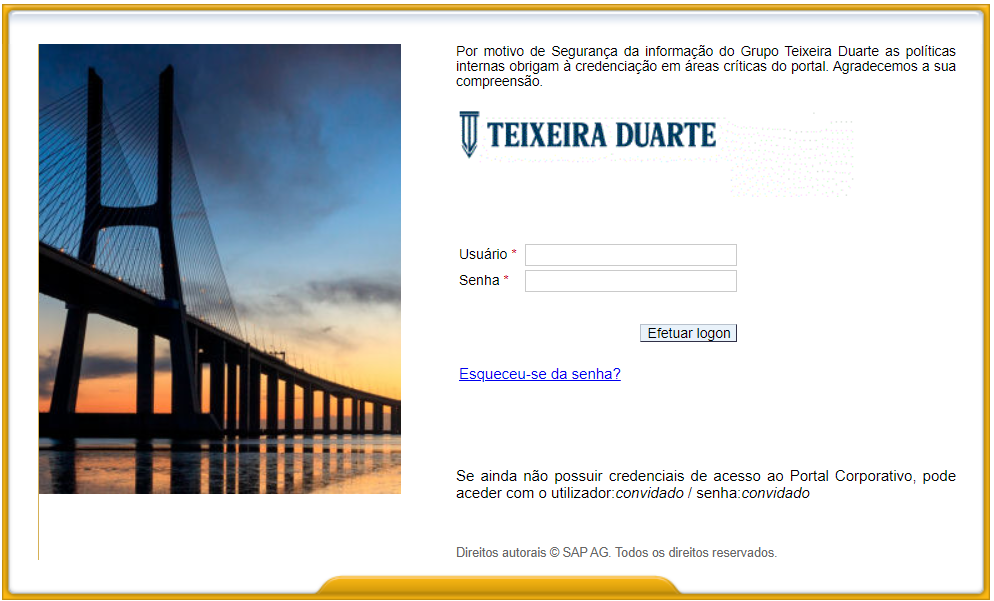 Por motivo de Segurança da informação do Grupo Teixeira Duarte as políticas
internas obrigam à credenciação em áreas críticas do portal. Agradecemos a sua
compreensão.
TEIXEIRA DUARTE
Usuário *
Senha *
Efetuar logon
Esqueceu-se da senha?
Se ainda não possuir credenciais de acesso ao Portal Corporativo, pode
aceder com o utilizador:convidado / senha:convidado
Direitos autorais © SAP AG. Todos os direitos reservados.